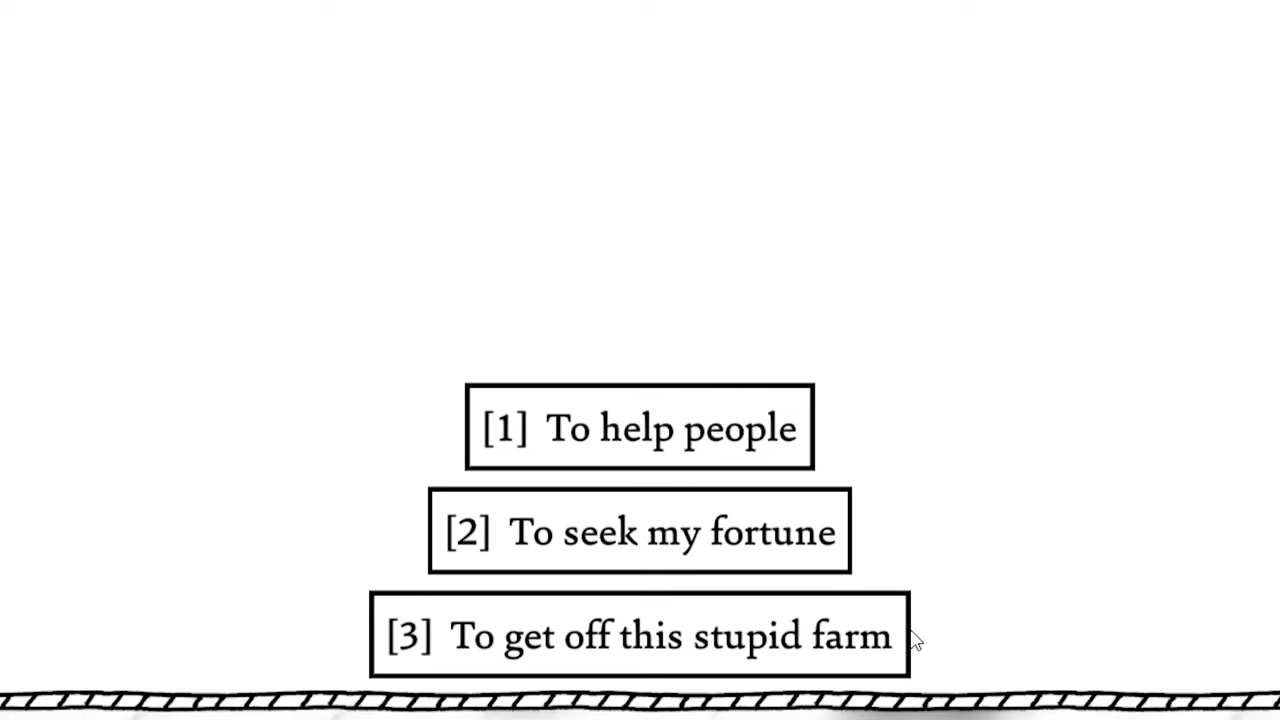 [1] To help people
[2] To seek my fortune
[3] To get off this stupid farm